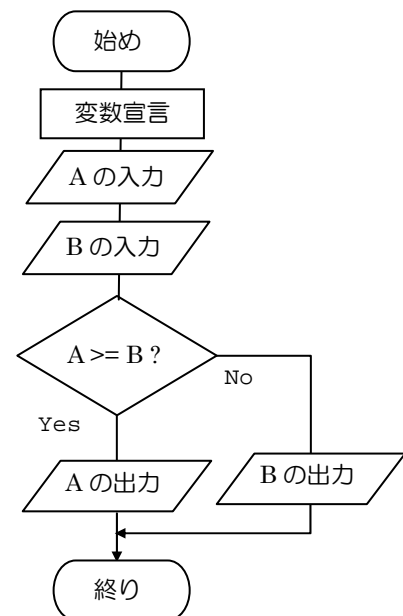 始め
変数宣言
A の入力
B の入力
A >= B ?
No
Yes
A の出力
B の出力
終り